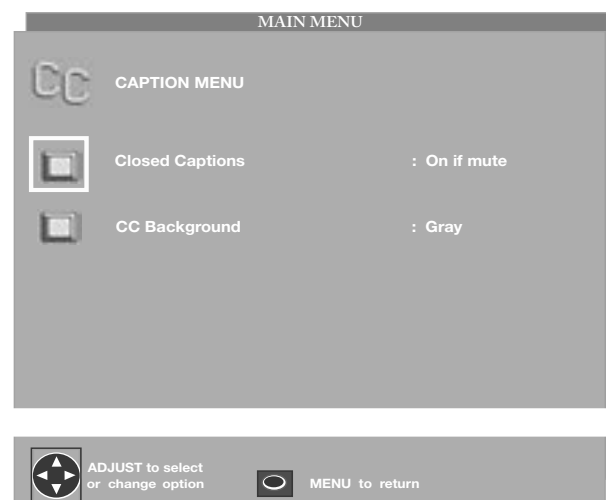 MAIN MENU
CC
CAPTION MENU
Closed Captions : On if mute
CC Background : Gray
ADJUST to select
or change option
MENU to return